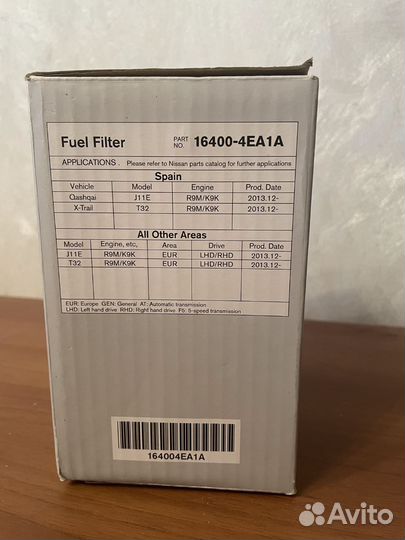 Fuel Filter PART NO. 16400-4EA1A
APPLICATIONS . Please refer to Nissan parts catalog for further applications
Spain
Vehicle Model Engine Prod. Date
Qashqai J11E R9M/K9K 2013.12-
X-Trail T32 R9M/K9K 2013.12-
All Other Areas
Model Engine, etc, Area Drive Prod. Date
J11E R9M/K9K EUR LHD/RHD 2013.12-
T32 R9M/K9K EUR LHD/RHD 2013.12-
EUR: Europe GEN: General AT: Automatic transmission
LHD: Left hand drive RHD: Right hand drive F5: 5-speed transmission
164004EA1A
Avito